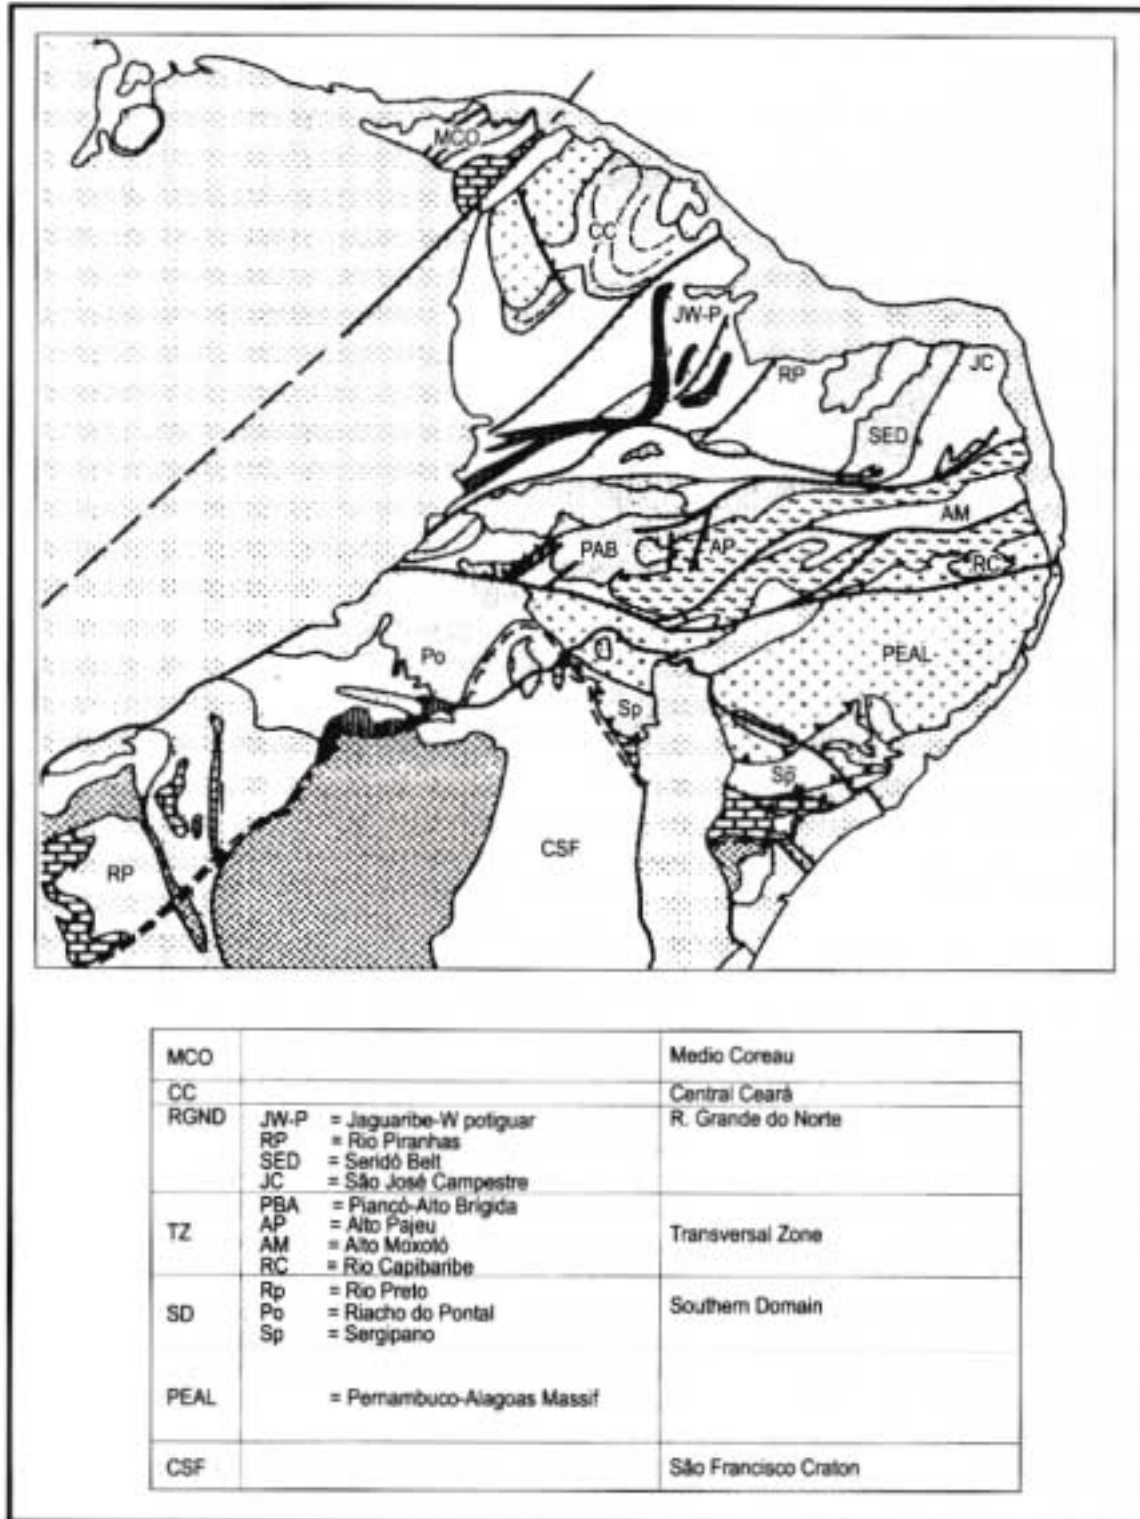 MCO
CC
JW-P
RP
JC
SED
AM
PAB
AP
RC
PEAL
Po
Sp
Sp
CSF
RP
MCO Medio Coreau
CC Central Ceará
RGND JW-P = Jaguaribe-W potiguar R. Grande do Norte
RP = Rio Piranhas
SED = Seridó Belt
JC = São José Campestre
PBA = Piancó-Alto Brígida
AP = Alto Pajeu
TZ Transversal Zone
AM = Alto Moxotó
RC = Rio Capibaribe
Rp = Rio Preto
SD Po = Riacho do Pontal Southern Domain
Sp = Sergipano
PEAL = Pernambuco-Alagoas Massif
CSF São Francisco Craton